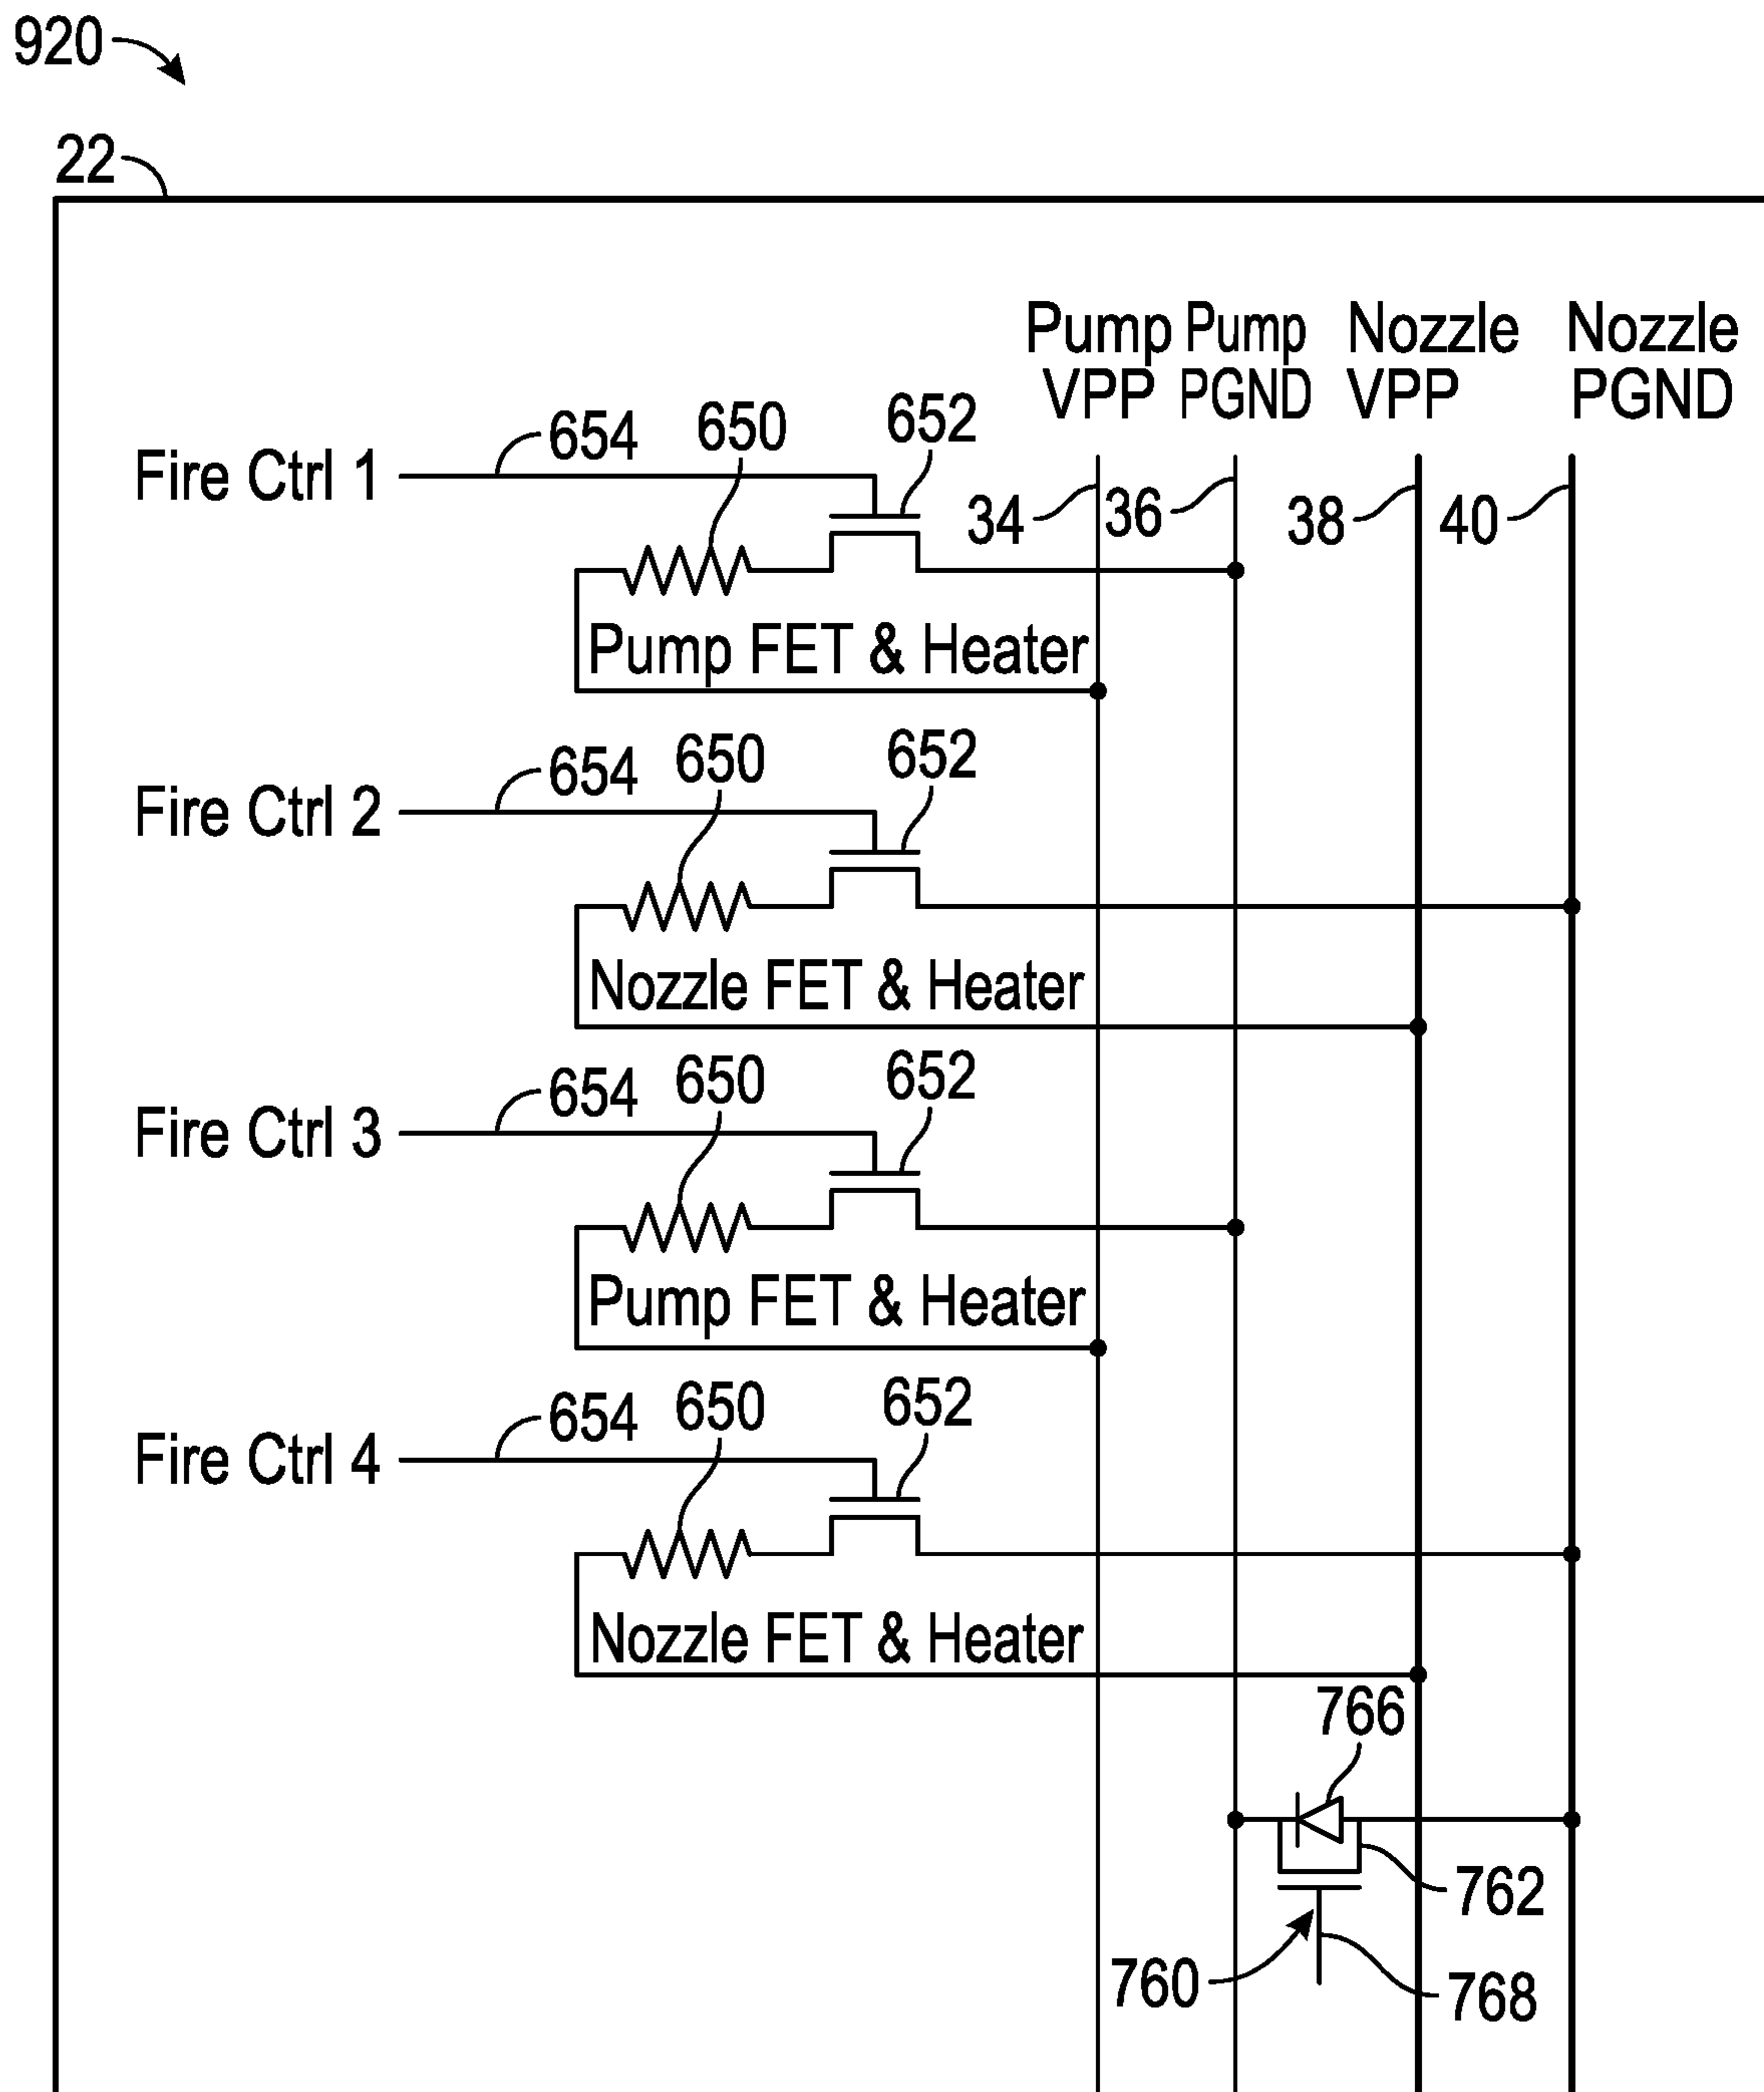 920
22
Pump VPP
Pump PGND
Nozzle VPP
Nozzle PGND
Fire Ctrl 1
654
650
652
34
36
38
40
Pump FET & Heater
Fire Ctrl 2
654
650
652
Nozzle FET & Heater
Fire Ctrl 3
654
650
652
Pump FET & Heater
Fire Ctrl 4
654
650
652
Nozzle FET & Heater
766
762
760
768